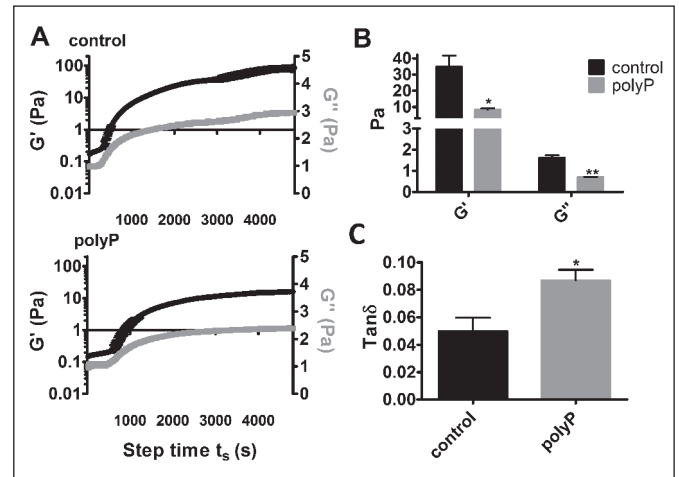 A
control
G' (Pa)
100
10
1
0.1
0.01
5
4
3
2
1
0
G'' (Pa)
1000 2000 3000 4000
polyP
G' (Pa)
100
10
1
0.1
0.01
5
4
3
2
1
0
G'' (Pa)
1000 2000 3000 4000
Step time ts (s)
B
Pa
40
30
20
10
3
2
1
0
*
**
G' G''
control
polyP
C
Tanδ
0.10
0.08
0.06
0.04
0.02
0.00
*
control
polyP